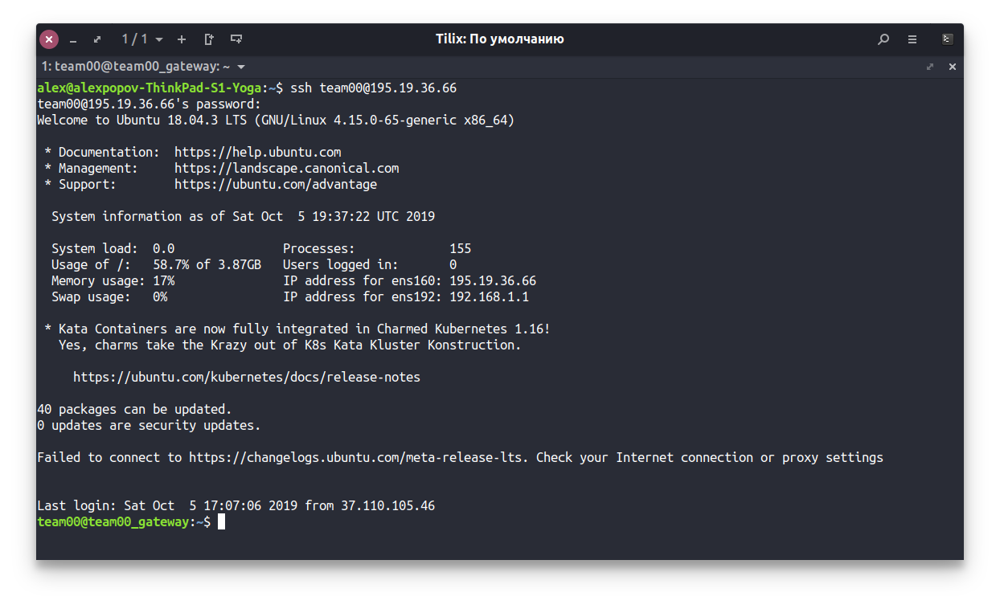 1 / 1
Tilix: По умолчанию
1: team00@team00_gateway: ~
alex@alexpopov-ThinkPad-S1-Yoga:~$ ssh team00@195.19.36.66
team00@195.19.36.66's password:
Welcome to Ubuntu 18.04.3 LTS (GNU/Linux 4.15.0-65-generic x86_64)
 * Documentation:  https://help.ubuntu.com
 * Management:     https://landscape.canonical.com
 * Support:        https://ubuntu.com/advantage
  System information as of Sat Oct  5 19:37:22 UTC 2019
  System load:  0.0               Processes:             155
  Usage of /:   58.7% of 3.87GB   Users logged in:       0
  Memory usage: 17%               IP address for ens160: 195.19.36.66
  Swap usage:   0%                IP address for ens192: 192.168.1.1
 * Kata Containers are now fully integrated in Charmed Kubernetes 1.16!
   Yes, charms take the Krazy out of K8s Kata Kluster Konstruction.
     https://ubuntu.com/kubernetes/docs/release-notes
40 packages can be updated.
0 updates are security updates.
Failed to connect to https://changelogs.ubuntu.com/meta-release-lts. Check your Internet connection or proxy settings
Last login: Sat Oct  5 17:07:06 2019 from 37.110.105.46
team00@team00_gateway:~$